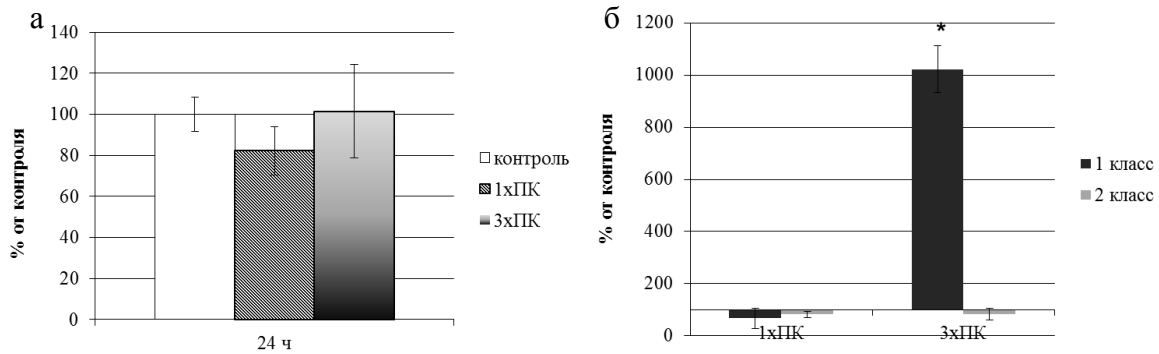 а
% от контроля
140
120
100
80
60
40
20
0
24 ч
контроль
1хПК
3хПК
б
% от контроля
1200
1000
800
600
400
200
0
*
1хПК
3хПК
1 класс
2 класс